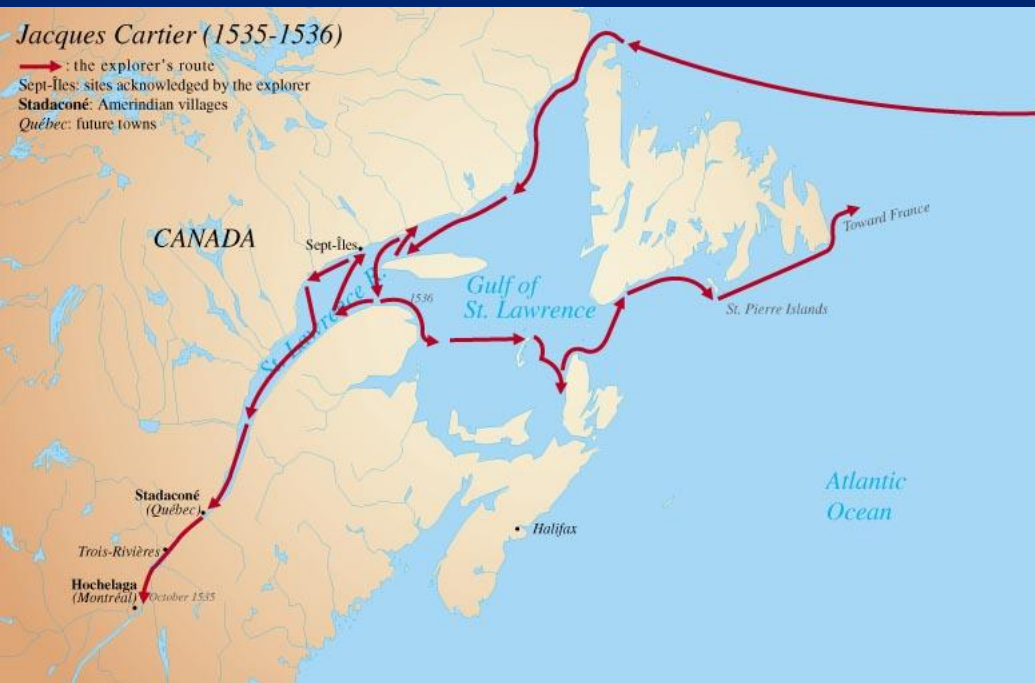 Jacques Cartier (1535-1536)
: the explorer's route
Sept-Îles: sites acknowledged by the explorer
Stadaconé: Amerindian villages
Québec: future towns
CANADA
Sept-Îles
St. Lawrence R.
1536
Gulf of
St. Lawrence
Toward France
St. Pierre Islands
Atlantic
Ocean
Stadaconé
(Québec)
Halifax
Trois-Rivières
Hochelaga
(Montréal)
October 1535